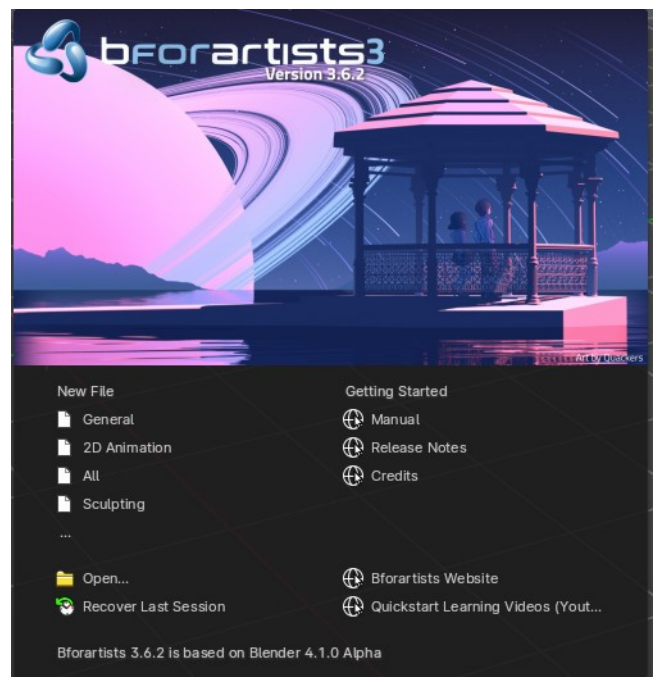 bforartists3
Version 3.6.2
Art by Quackers
New File
General
2D Animation
All
Sculpting
...
Open...
Recover Last Session
Getting Started
Manual
Release Notes
Credits
Bforartists Website
Quickstart Learning Videos (Yout...
Bforartists 3.6.2 is based on Blender 4.1.0 Alpha